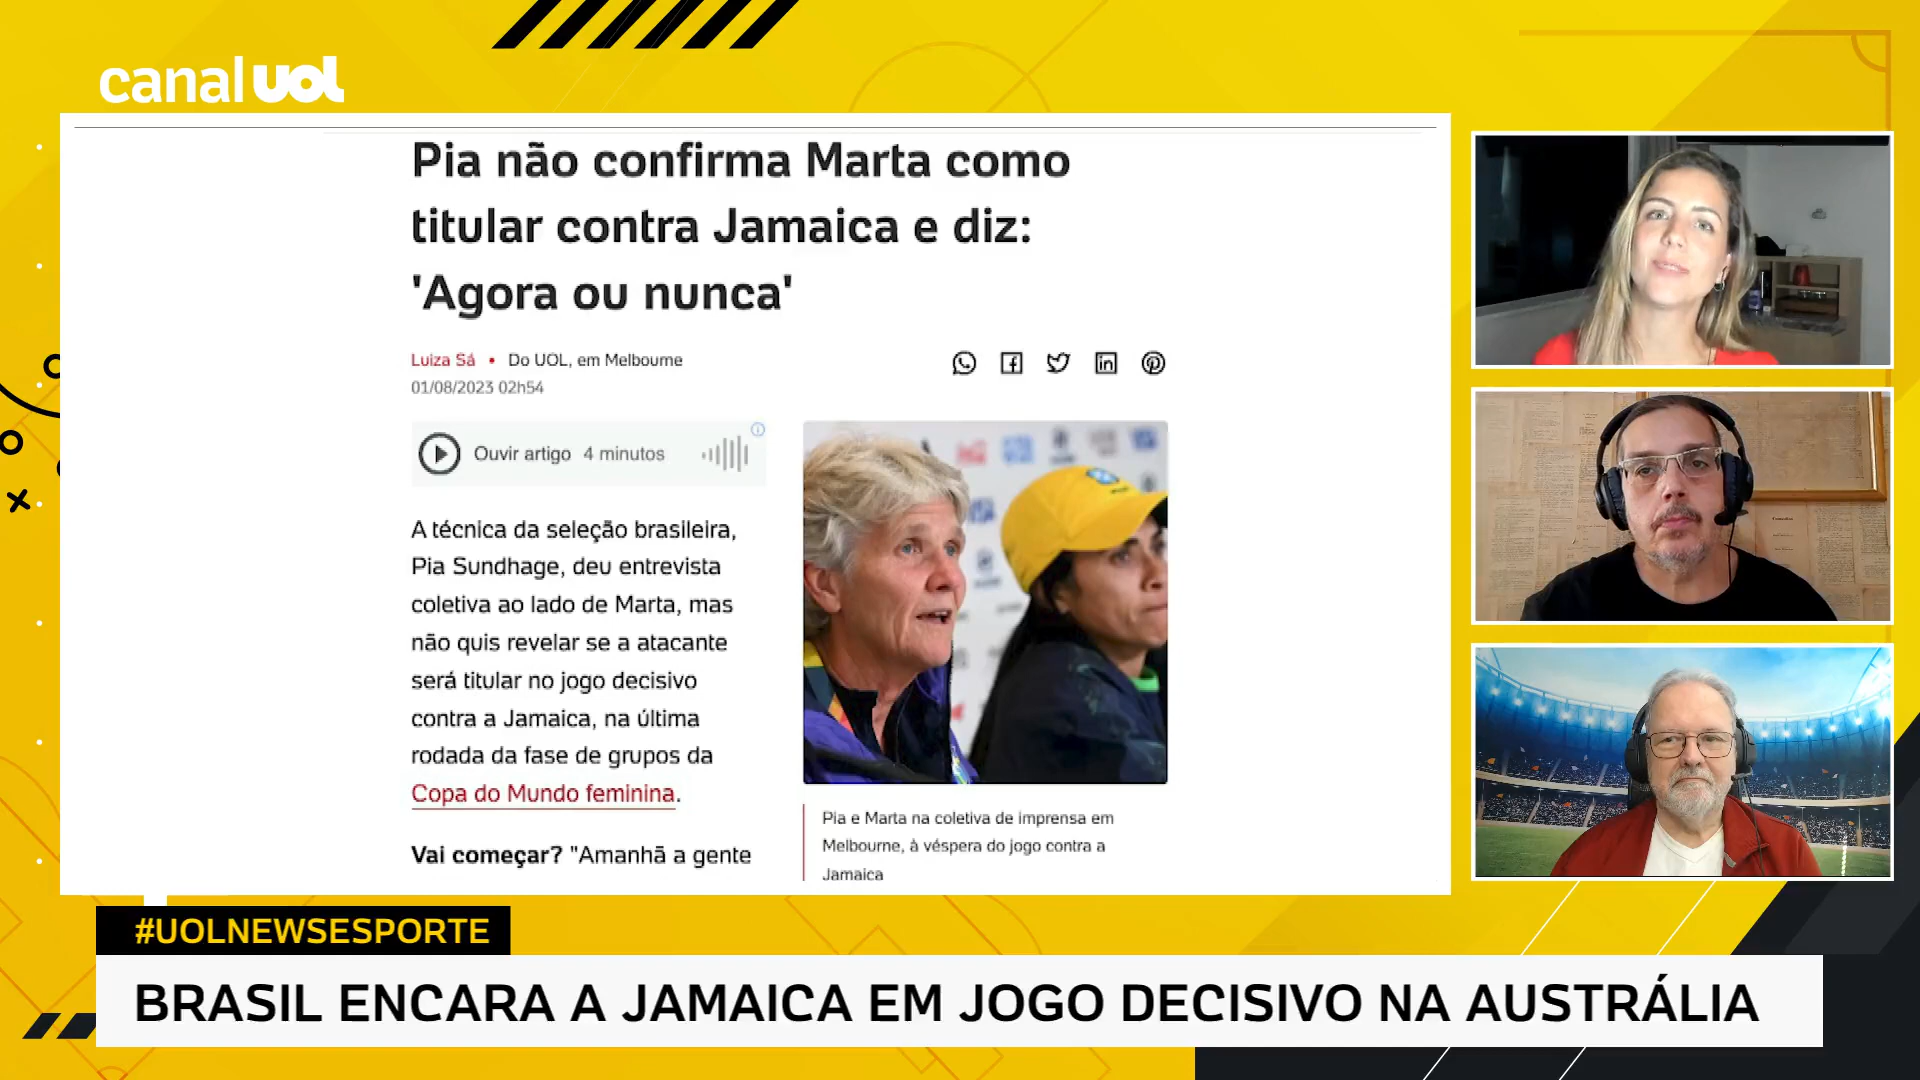 canal uol
Pia não confirma Marta como
titular contra Jamaica e diz:
'Agora ou nunca'
Luiza Sá • Do UOL, em Melbourne
01/08/2023 02h54
Ouvir artigo 4 minutos
A técnica da seleção brasileira,
Pia Sundhage, deu entrevista
coletiva ao lado de Marta, mas
não quis revelar se a atacante
será titular no jogo decisivo
contra a Jamaica, na última
rodada da fase de grupos da
Copa do Mundo feminina.
Vai começar? "Amanhã a gente
Pia e Marta na coletiva de imprensa em
Melbourne, à véspera do jogo contra a
Jamaica
#UOLNEWSESPORTE
BRASIL ENCARA A JAMAICA EM JOGO DECISIVO NA AUSTRÁLIA